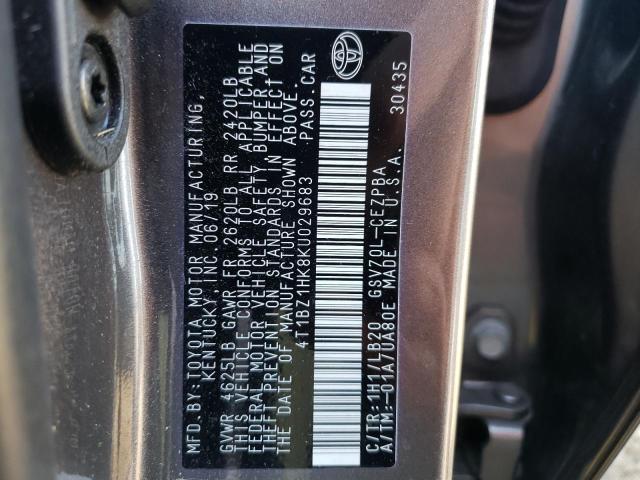 MFD.BY:TOYOTA MOTOR MANUFACTURING,
KENTUCKY, INC. 06/19
GVWR 4625LB GAWR FR 2620LB RR 2420LB
THIS VEHICLE CONFORMS TO ALL APPLICABLE
FEDERAL MOTOR VEHICLE SAFETY BUMPER AND
THEFT PREVENTION STANDARDS IN EFFECT ON
THE DATE OF MANUFACTURE SHOWN ABOVE.
4T1BZ1HK8KU029683 PASS.CAR
C/TR:1H1/LB20 GSV70L-CEZPBA
A/TM:-01A/UA80E MADE IN U.S.A. 30435